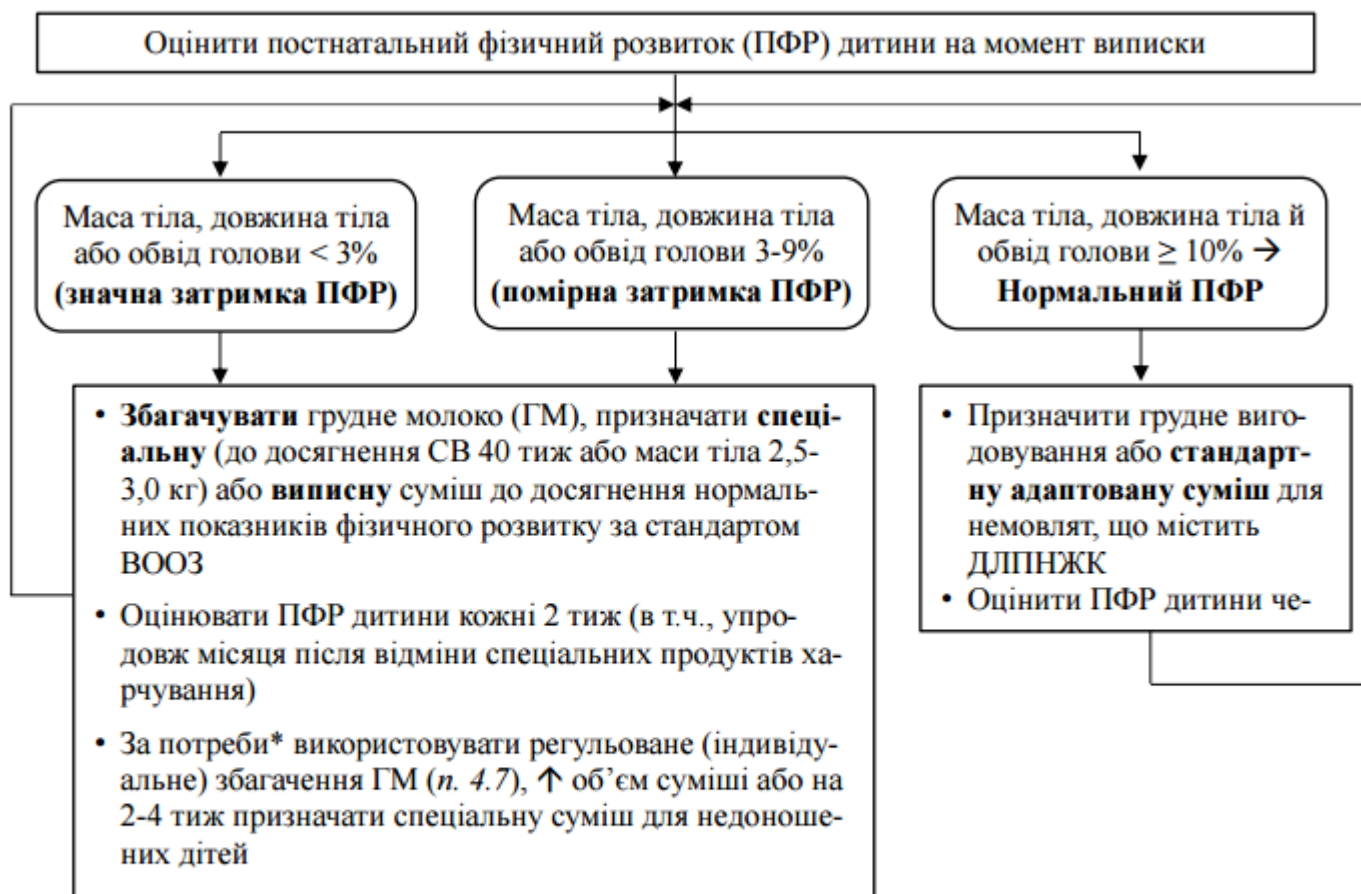 Оцінити постнатальний фізичний розвиток (ПФР) дитини на момент виписки
Маса тіла, довжина тіла
або обвід голови < 3%
(значна затримка ПФР)
Маса тіла, довжина тіла
або обвід голови 3-9%
(помірна затримка ПФР)
Маса тіла, довжина тіла й
обвід голови ≥ 10% →
Нормальний ПФР
• Збагачувати грудне молоко (ГМ), призначати спеці-
альну (до досягнення СВ 40 тиж або маси тіла 2,5-
3,0 кг) або виписну суміш до досягнення нормаль-
них показників фізичного розвитку за стандартом
ВООЗ
• Оцінювати ПФР дитини кожні 2 тиж (в т.ч., упро-
довж місяця після відміни спеціальних продуктів ха-
рчування)
• За потреби* використовувати регульоване (індивіду-
альне) збагачення ГМ (п. 4.7), ↑ об’єм суміші або на
2-4 тиж призначати спеціальну суміш для недоноше-
них дітей
• Призначити грудне виго-
довування або стандарт-
ну адаптовану суміш для
немовлят, що містить
ДЛПНЖК
• Оцінити ПФР дитини че-